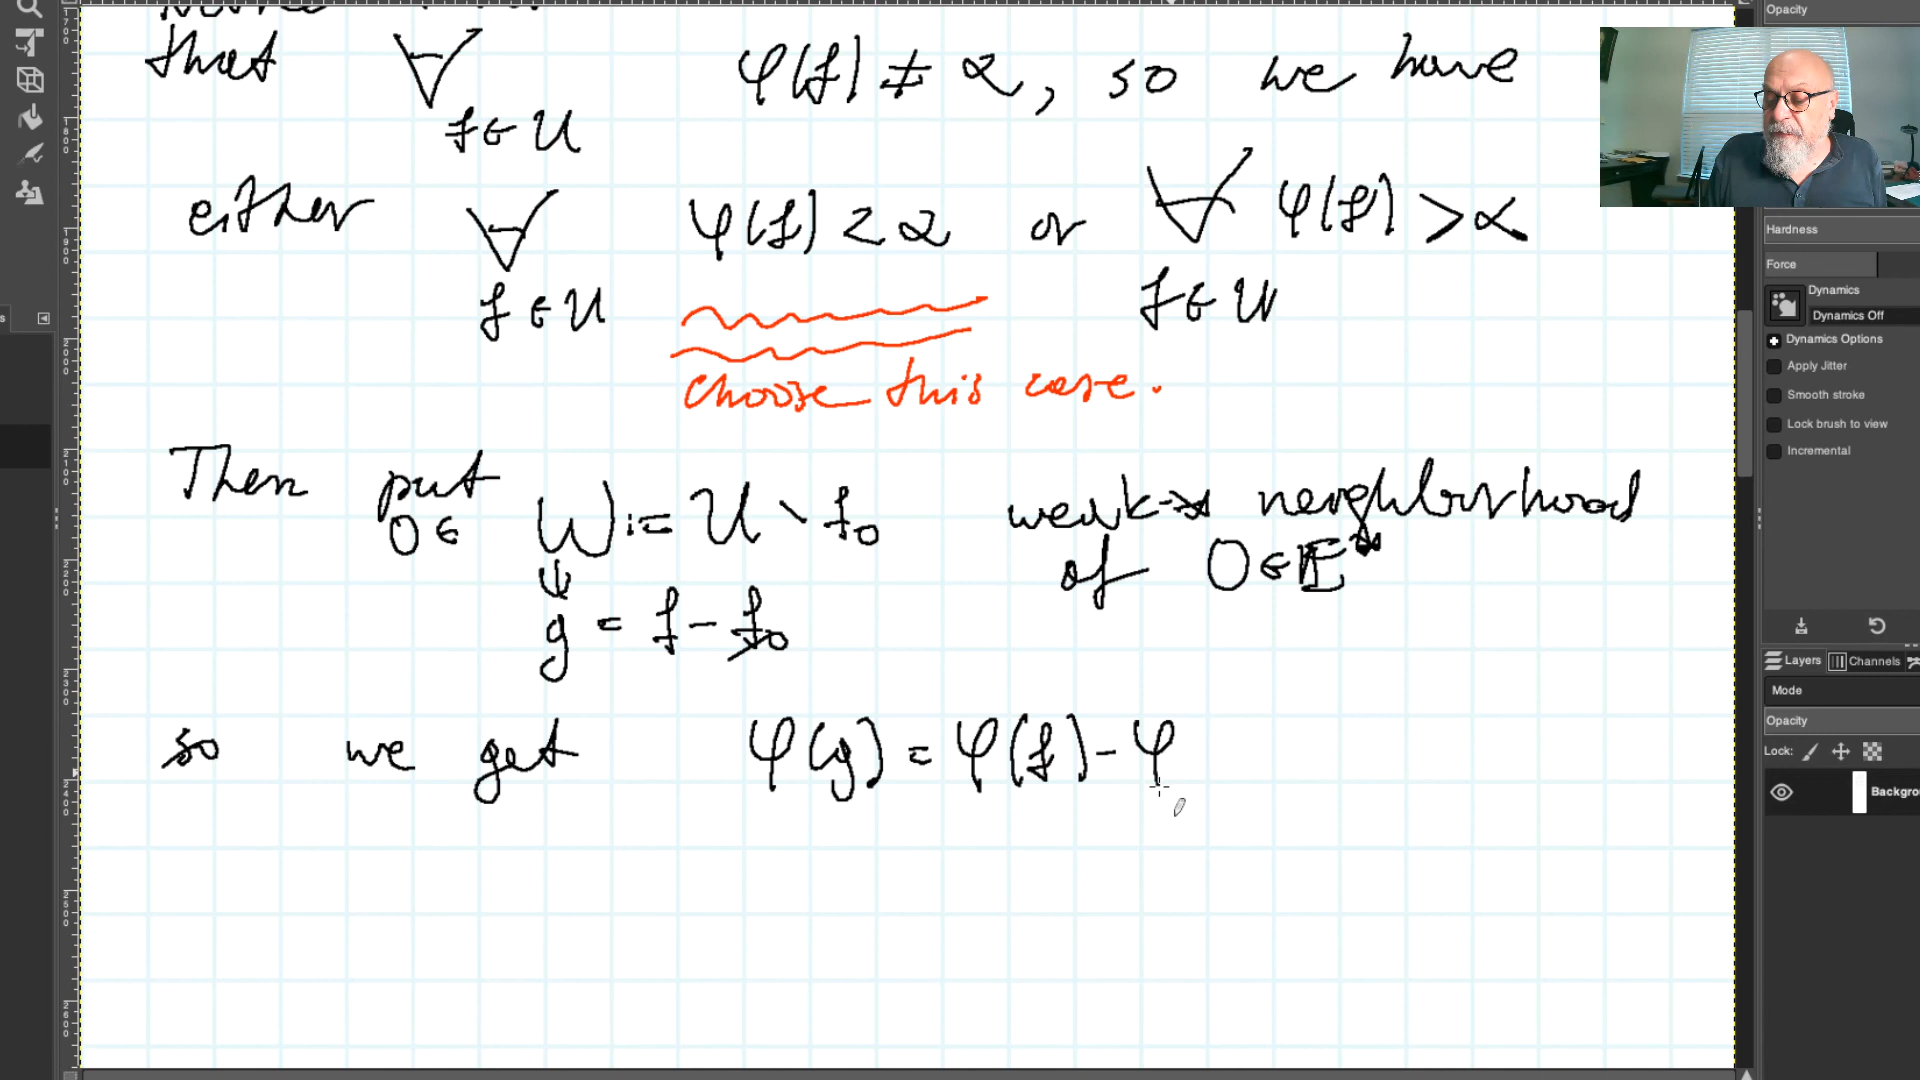 that ∀ φ(f) ≠ α, so we have
f ∈ U
either ∀ φ(f) < α or ∀ φ(f) > α
f ∈ U f ∈ U
choose this case.
Then put 0 ∈ W := U - f₀ weak-* neighborhood
of 0 ∈ E*
g = f - f₀
so we get φ(g) = φ(f) - φ
Opacity
Hardness
Force
Dynamics
Dynamics Off
Dynamics Options
Apply Jitter
Smooth stroke
Lock brush to view
Incremental
Layers Channels
Mode
Opacity
Lock:
Backgrou